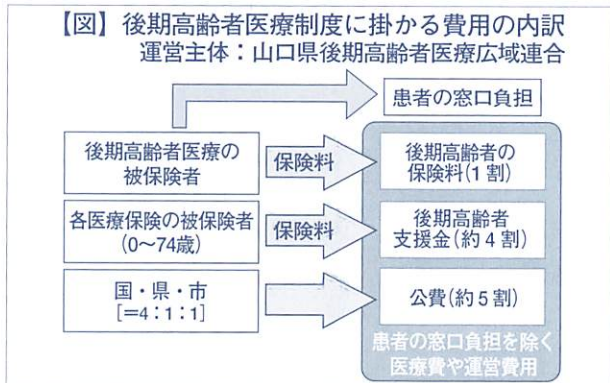 【図】後期高齢者医療制度に掛かる費用の内訳
運営主体：山口県後期高齢者医療広域連合
患者の窓口負担
後期高齢者医療の
被保険者
保険料
後期高齢者の
保険料(1割)
各医療保険の被保険者
(0〜74歳)
保険料
後期高齢者
支援金(約4割)
国・県・市
[=4：1：1]
公費(約5割)
患者の窓口負担を除く
医療費や運営費用